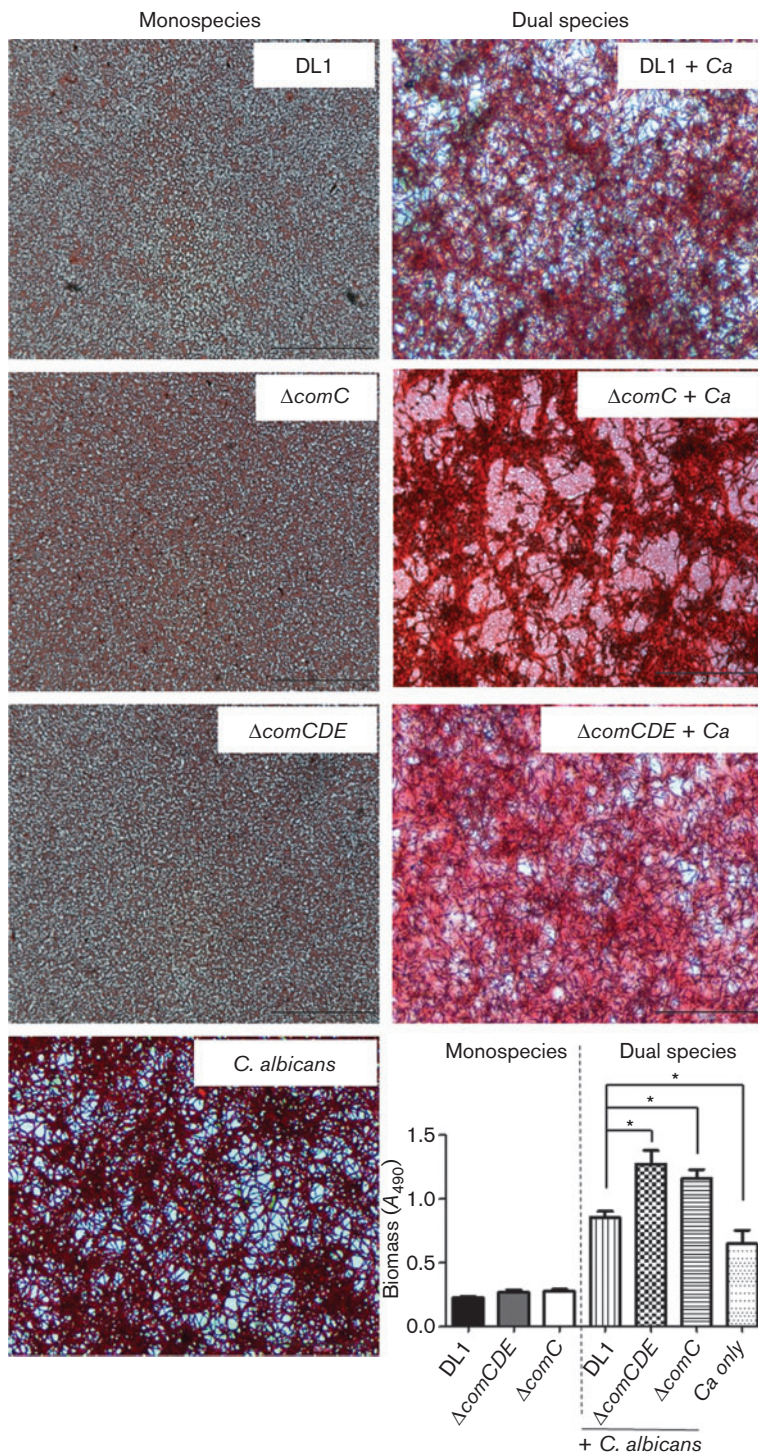 Monospecies
Dual species
DL1
DL1 + Ca
ΔcomC
ΔcomC + Ca
ΔcomCDE
ΔcomCDE + Ca
C. albicans
Monospecies
Dual species
*
*
*
Biomass (A490)
1.5
1.0
0.5
0.0
DL1
ΔcomCDE
ΔcomC
DL1
ΔcomCDE
ΔcomC
Ca only
+ C. albicans